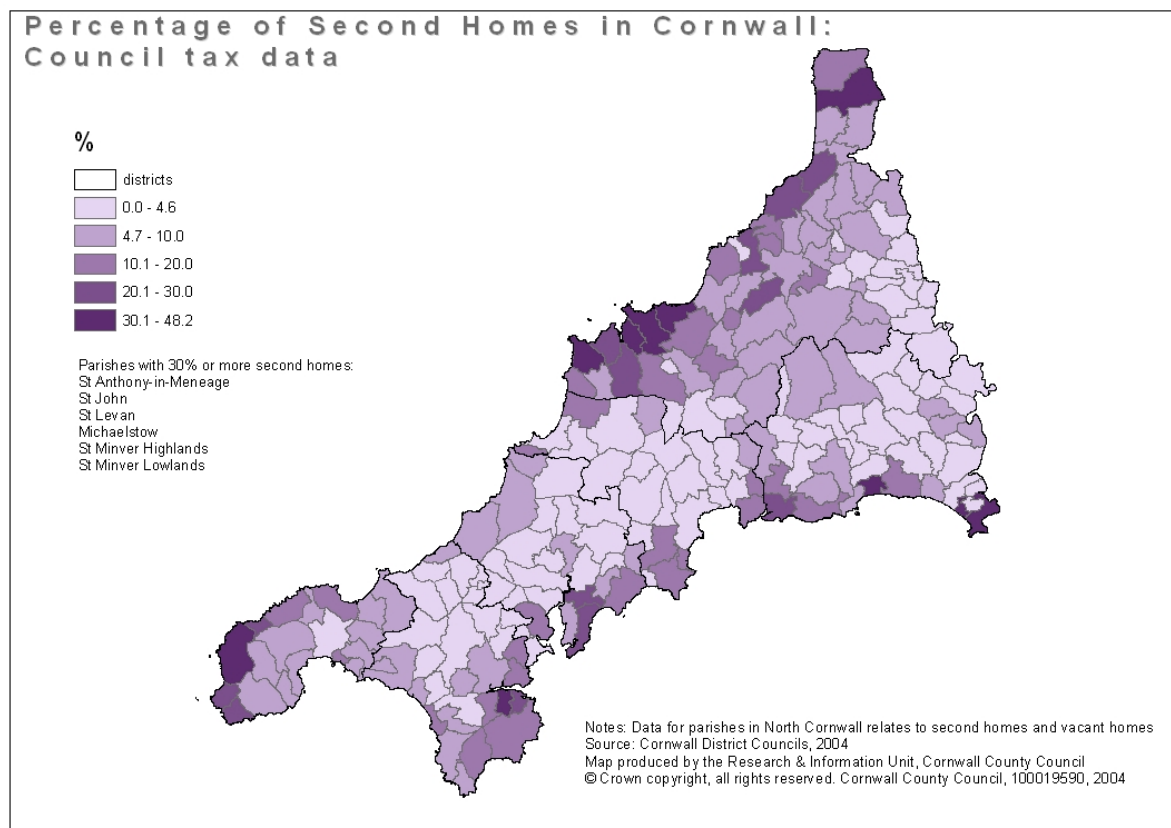 Percentage of Second Homes in Cornwall:
Council tax data
%
districts
0.0 - 4.6
4.7 - 10.0
10.1 - 20.0
20.1 - 30.0
30.1 - 48.2
Parishes with 30% or more second homes:
St Anthony-in-Meneage
St John
St Levan
Michaelstow
St Minver Highlands
St Minver Lowlands
Notes: Data for parishes in North Cornwall relates to second homes and vacant homes
Source: Cornwall District Councils, 2004
Map produced by the Research & Information Unit, Cornwall County Council
© Crown copyright, all rights reserved. Cornwall County Council, 100019590, 2004